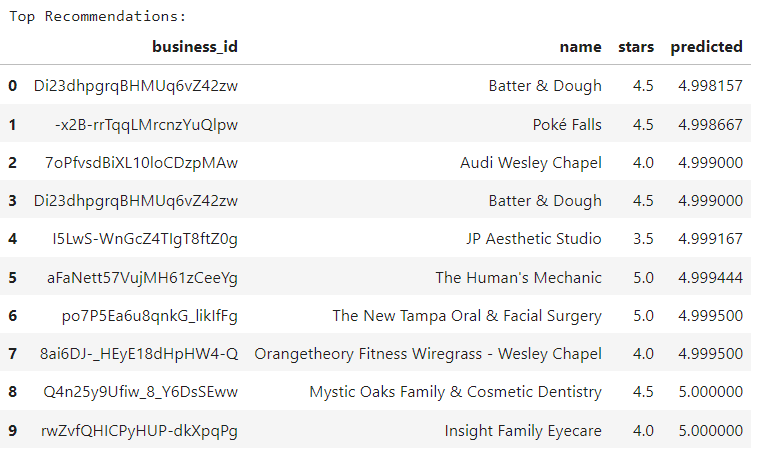 Top Recommendations:
business_id name stars predicted
0 Di23dhpgrqBHMUq6vZ42zw Batter & Dough 4.5 4.998157
1 -x2B-rrTqqLMrcnzYuQlpw Poké Falls 4.5 4.998667
2 7oPfvsdBiXL10loCDzpMAw Audi Wesley Chapel 4.0 4.999000
3 Di23dhpgrqBHMUq6vZ42zw Batter & Dough 4.5 4.999000
4 I5LwS-WnGcZ4TIgT8ftZ0g JP Aesthetic Studio 3.5 4.999167
5 aFaNett57VujMH61zCeeYg The Human's Mechanic 5.0 4.999444
6 po7P5Ea6u8qnkG_likIfFg The New Tampa Oral & Facial Surgery 5.0 4.999500
7 8ai6DJ-_HEyE18dHpHW4-Q Orangetheory Fitness Wiregrass - Wesley Chapel 4.0 4.999500
8 Q4n25y9Ufiw_8_Y6DsSEww Mystic Oaks Family & Cosmetic Dentistry 4.5 5.000000
9 rwZvfQHICPyHUP-dkXpqPg Insight Family Eyecare 4.0 5.000000